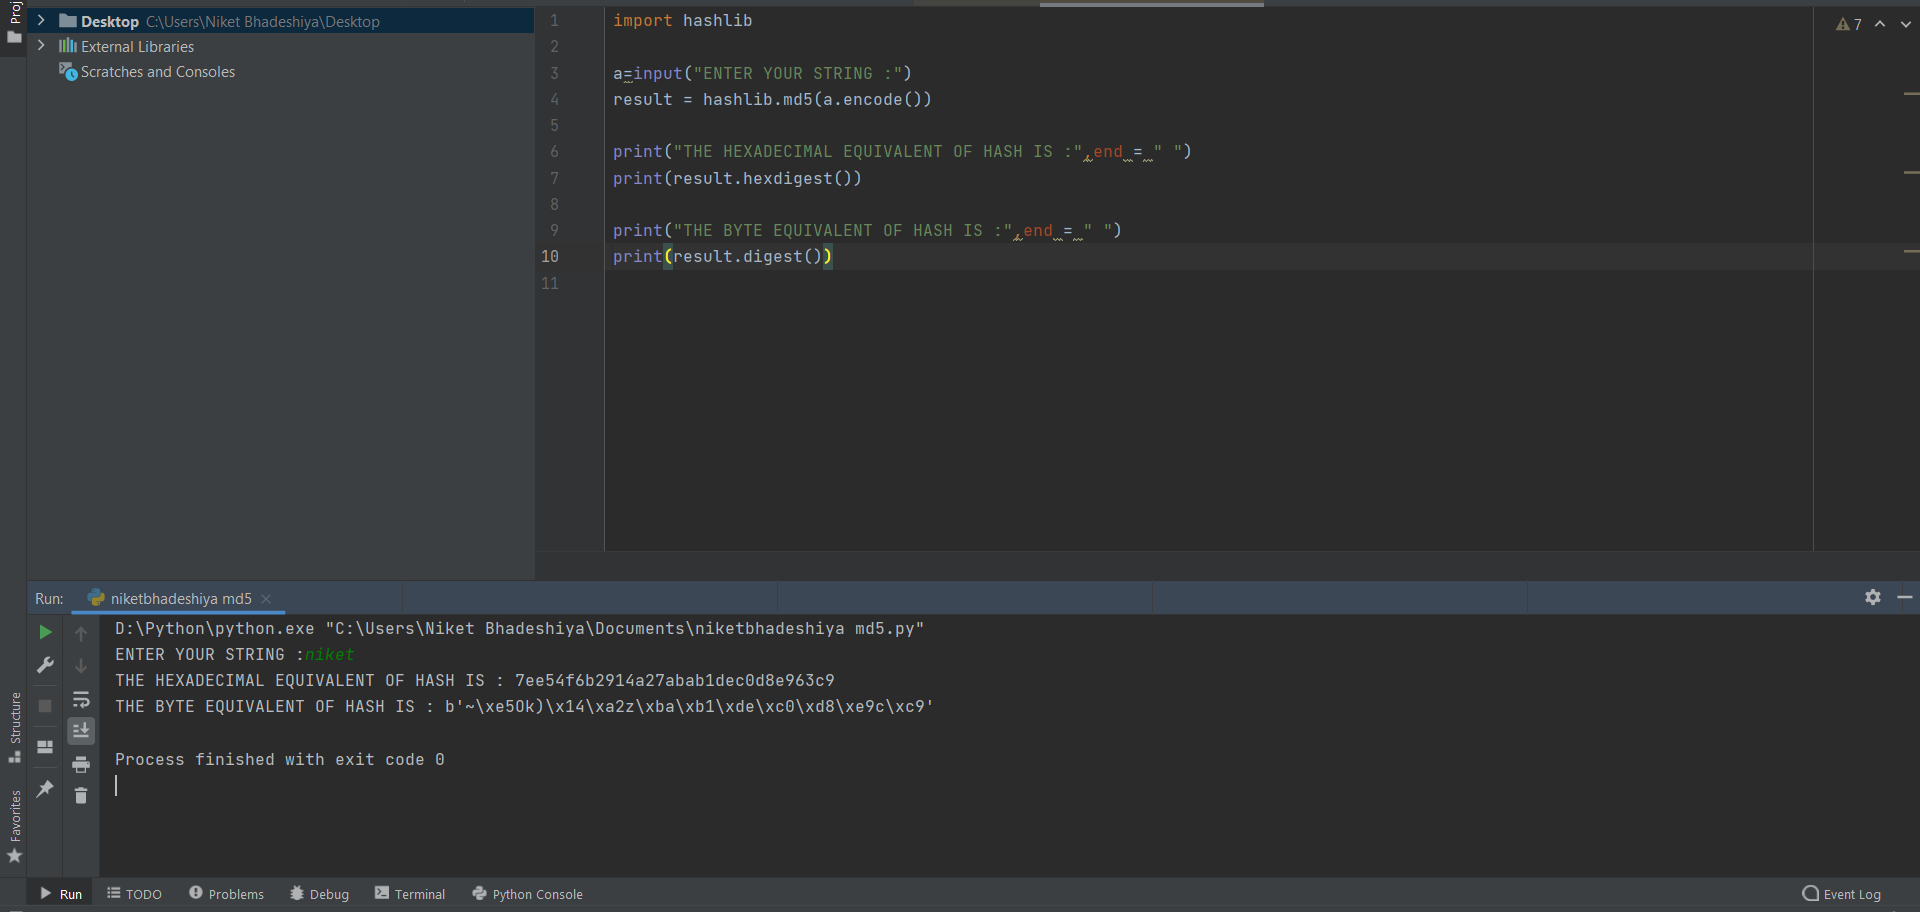 Proj
Desktop C:\Users\Niket Bhadeshiya\Desktop
External Libraries
Scratches and Consoles
1 import hashlib
2
3 a=input("ENTER YOUR STRING :")
4 result = hashlib.md5(a.encode())
5
6 print("THE HEXADECIMAL EQUIVALENT OF HASH IS :",end = " ")
7 print(result.hexdigest())
8
9 print("THE BYTE EQUIVALENT OF HASH IS :",end = " ")
10 print(result.digest())
11
7
Run: niketbhadeshiya md5
D:\Python\python.exe "C:\Users\Niket Bhadeshiya\Documents\niketbhadeshiya md5.py"
ENTER YOUR STRING :niket
THE HEXADECIMAL EQUIVALENT OF HASH IS : 7ee54f6b2914a27abab1dec0d8e963c9
THE BYTE EQUIVALENT OF HASH IS : b'~\xe5Ok)\x14\xa2z\xba\xb1\xde\xc0\xd8\xe9c\xc9'
Process finished with exit code 0
Structure
Favorites
Run TODO Problems Debug Terminal Python Console Event Log